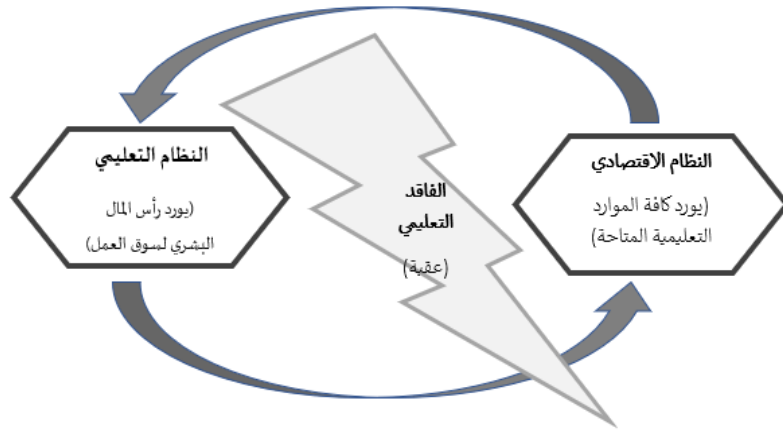 النظام الاقتصادي
(يورد كافة الموارد
التعليمية المتاحة)
الفاقد
التعليمي
(عقبة)
النظام التعليمي
(يورد رأس المال
البشري لسوق العمل)